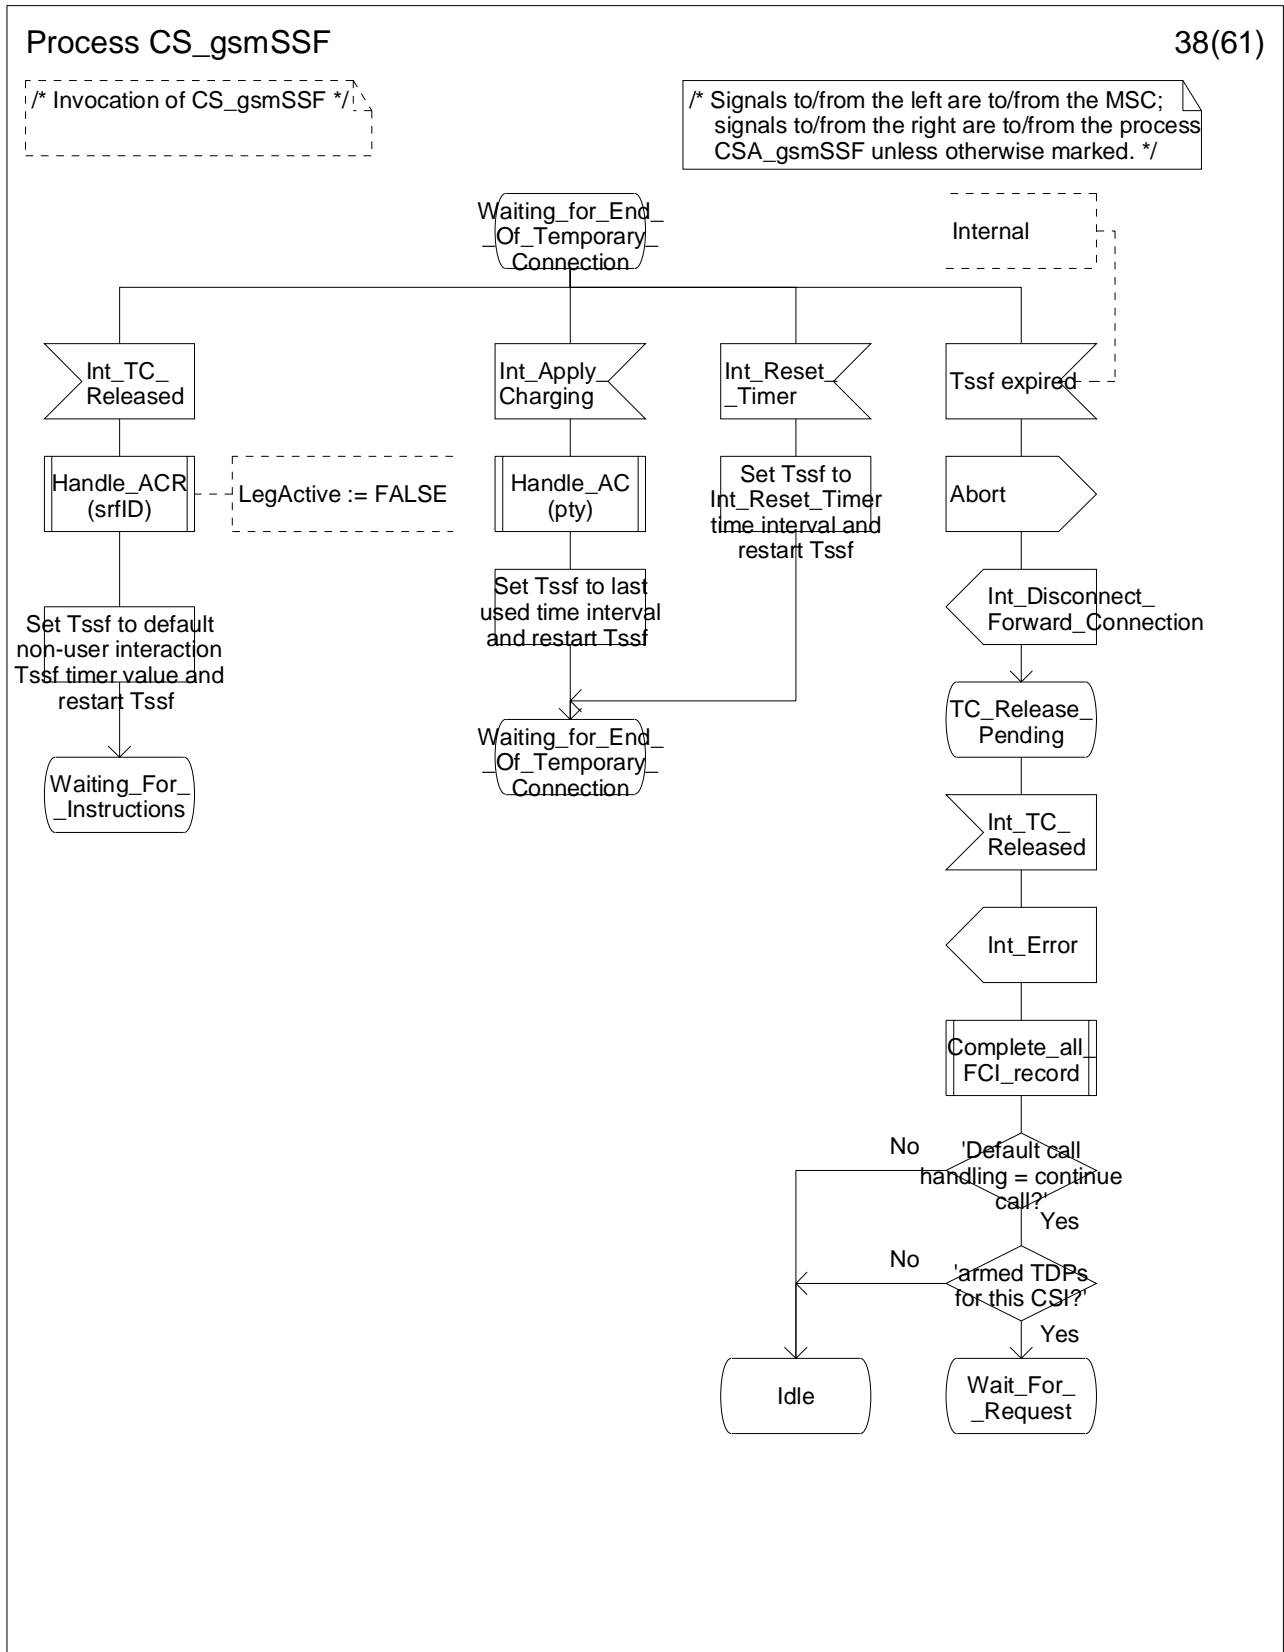 Process CS_gsmSSF
38(61)
/* Invocation of CS_gsmSSF */
/* Signals to/from the left are to/from the MSC;
signals to/from the right are to/from the process
CSA_gsmSSF unless otherwise marked. */
Waiting_for_End_
_Of_Temporary_
Connection
Internal
Int_TC_
Released
Int_Apply_
Charging
Int_Reset_
_Timer
Tssf expired
Handle_ACR
(srfID)
LegActive := FALSE
Handle_AC
(pty)
Set Tssf to
Int_Reset_Timer
time interval and
restart Tssf
Abort
Set Tssf to default
non-user interaction
Tssf timer value and
restart Tssf
Set Tssf to last
used time interval
and restart Tssf
Int_Disconnect_
Forward_Connection
Waiting_For_
_Instructions
Waiting_for_End_
_Of_Temporary_
Connection
TC_Release_
Pending
Int_TC_
Released
Int_Error
Complete_all_
FCI_record
No
'Default call
handling = continue
call?'
Yes
No
'armed TDPs
for this CSI?'
Yes
Idle
Wait_For_
_Request